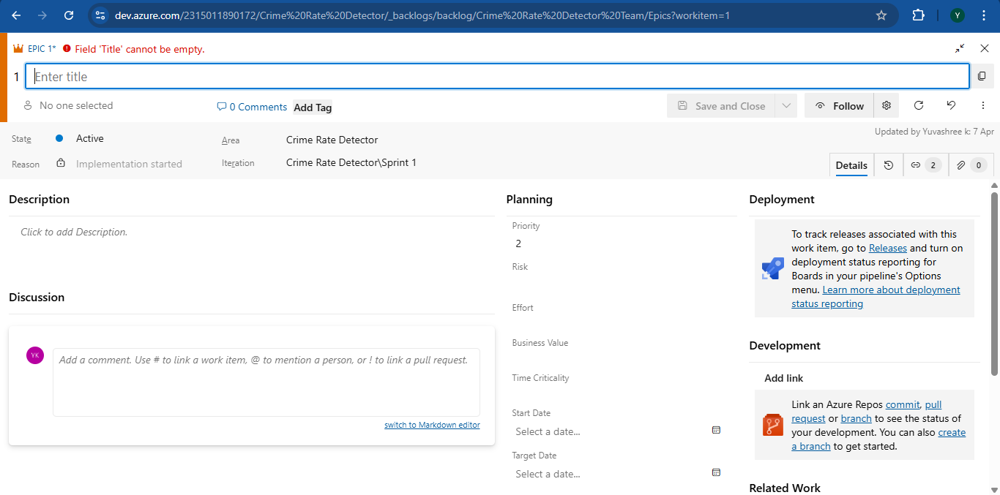 dev.azure.com/2315011890172/Crime%20Rate%20Detector/_backlogs/backlog/Crime%20Rate%20Detector%20Team/Epics?workitem=1
Y
EPIC 1* Field 'Title' cannot be empty.
1 Enter title
No one selected 0 Comments Add Tag Save and Close Follow
Updated by Yuvashree k: 7 Apr
State Active Area Crime Rate Detector
Reason Implementation started Iteration Crime Rate Detector\Sprint 1
Details 2 0
Description
Click to add Description.
Discussion
YK
Add a comment. Use # to link a work item, @ to mention a person, or ! to link a pull request.
switch to Markdown editor
Planning
Priority
2
Risk
Effort
Business Value
Time Criticality
Start Date
Select a date...
Target Date
Select a date...
Deployment
To track releases associated with this
work item, go to Releases and turn on
deployment status reporting for
Boards in your pipeline's Options
menu. Learn more about deployment
status reporting
Development
Add link
Link an Azure Repos commit, pull
request or branch to see the status of
your development. You can also create
a branch to get started.
Related Work